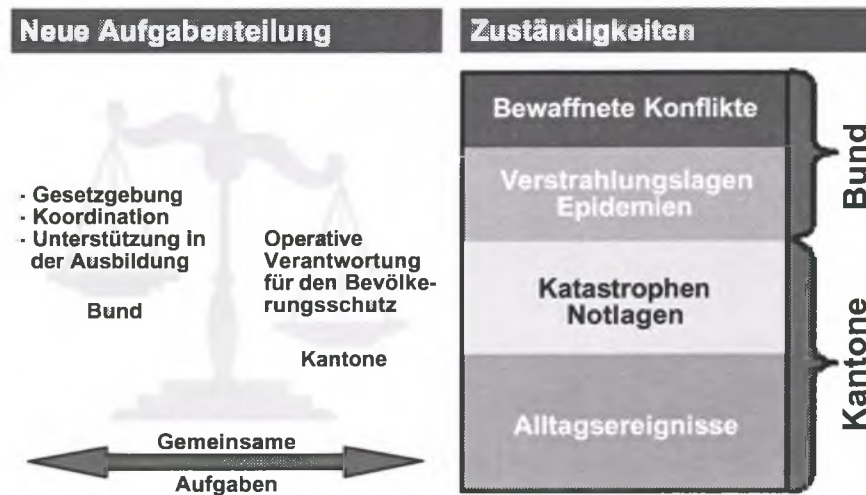 Neue Aufgabenteilung
- Gesetzgebung
- Koordination
- Unterstützung in
der Ausbildung
Bund
Operative
Verantwortung
für den Bevölke-
rungsschutz
Kantone
Gemeinsame
Aufgaben
Zuständigkeiten
Bewaffnete Konflikte
Verstrahlungslagen
Epidemien
Katastrophen
Notlagen
Alltagsereignisse
Bund
Kantone